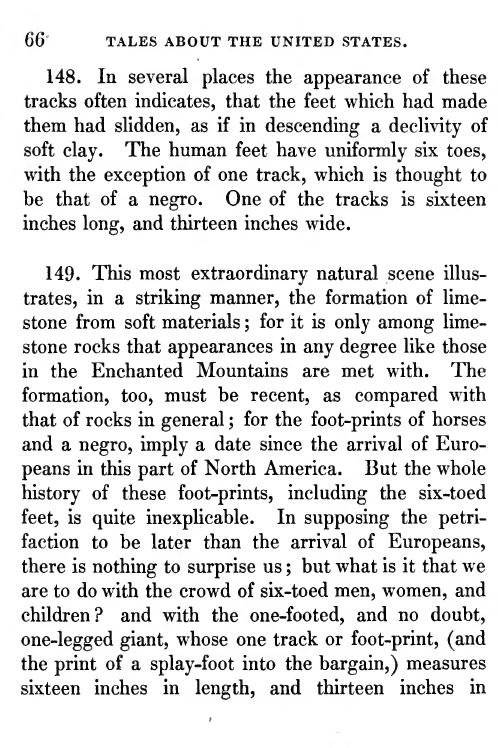 66 TALES ABOUT THE UNITED STATES.
148. In several places the appearance of these
tracks often indicates, that the feet which had made
them had slidden, as if in descending a declivity of
soft clay. The human feet have uniformly six toes,
with the exception of one track, which is thought to
be that of a negro. One of the tracks is sixteen
inches long, and thirteen inches wide.
149. This most extraordinary natural scene illus-
trates, in a striking manner, the formation of lime-
stone from soft materials; for it is only among lime-
stone rocks that appearances in any degree like those
in the Enchanted Mountains are met with. The
formation, too, must be recent, as compared with
that of rocks in general; for the foot-prints of horses
and a negro, imply a date since the arrival of Euro-
peans in this part of North America. But the whole
history of these foot-prints, including the six-toed
feet, is quite inexplicable. In supposing the petri-
faction to be later than the arrival of Europeans,
there is nothing to surprise us; but what is it that we
are to do with the crowd of six-toed men, women, and
children? and with the one-footed, and no doubt,
one-legged giant, whose one track or foot-print, (and
the print of a splay-foot into the bargain,) measures
sixteen inches in length, and thirteen inches in